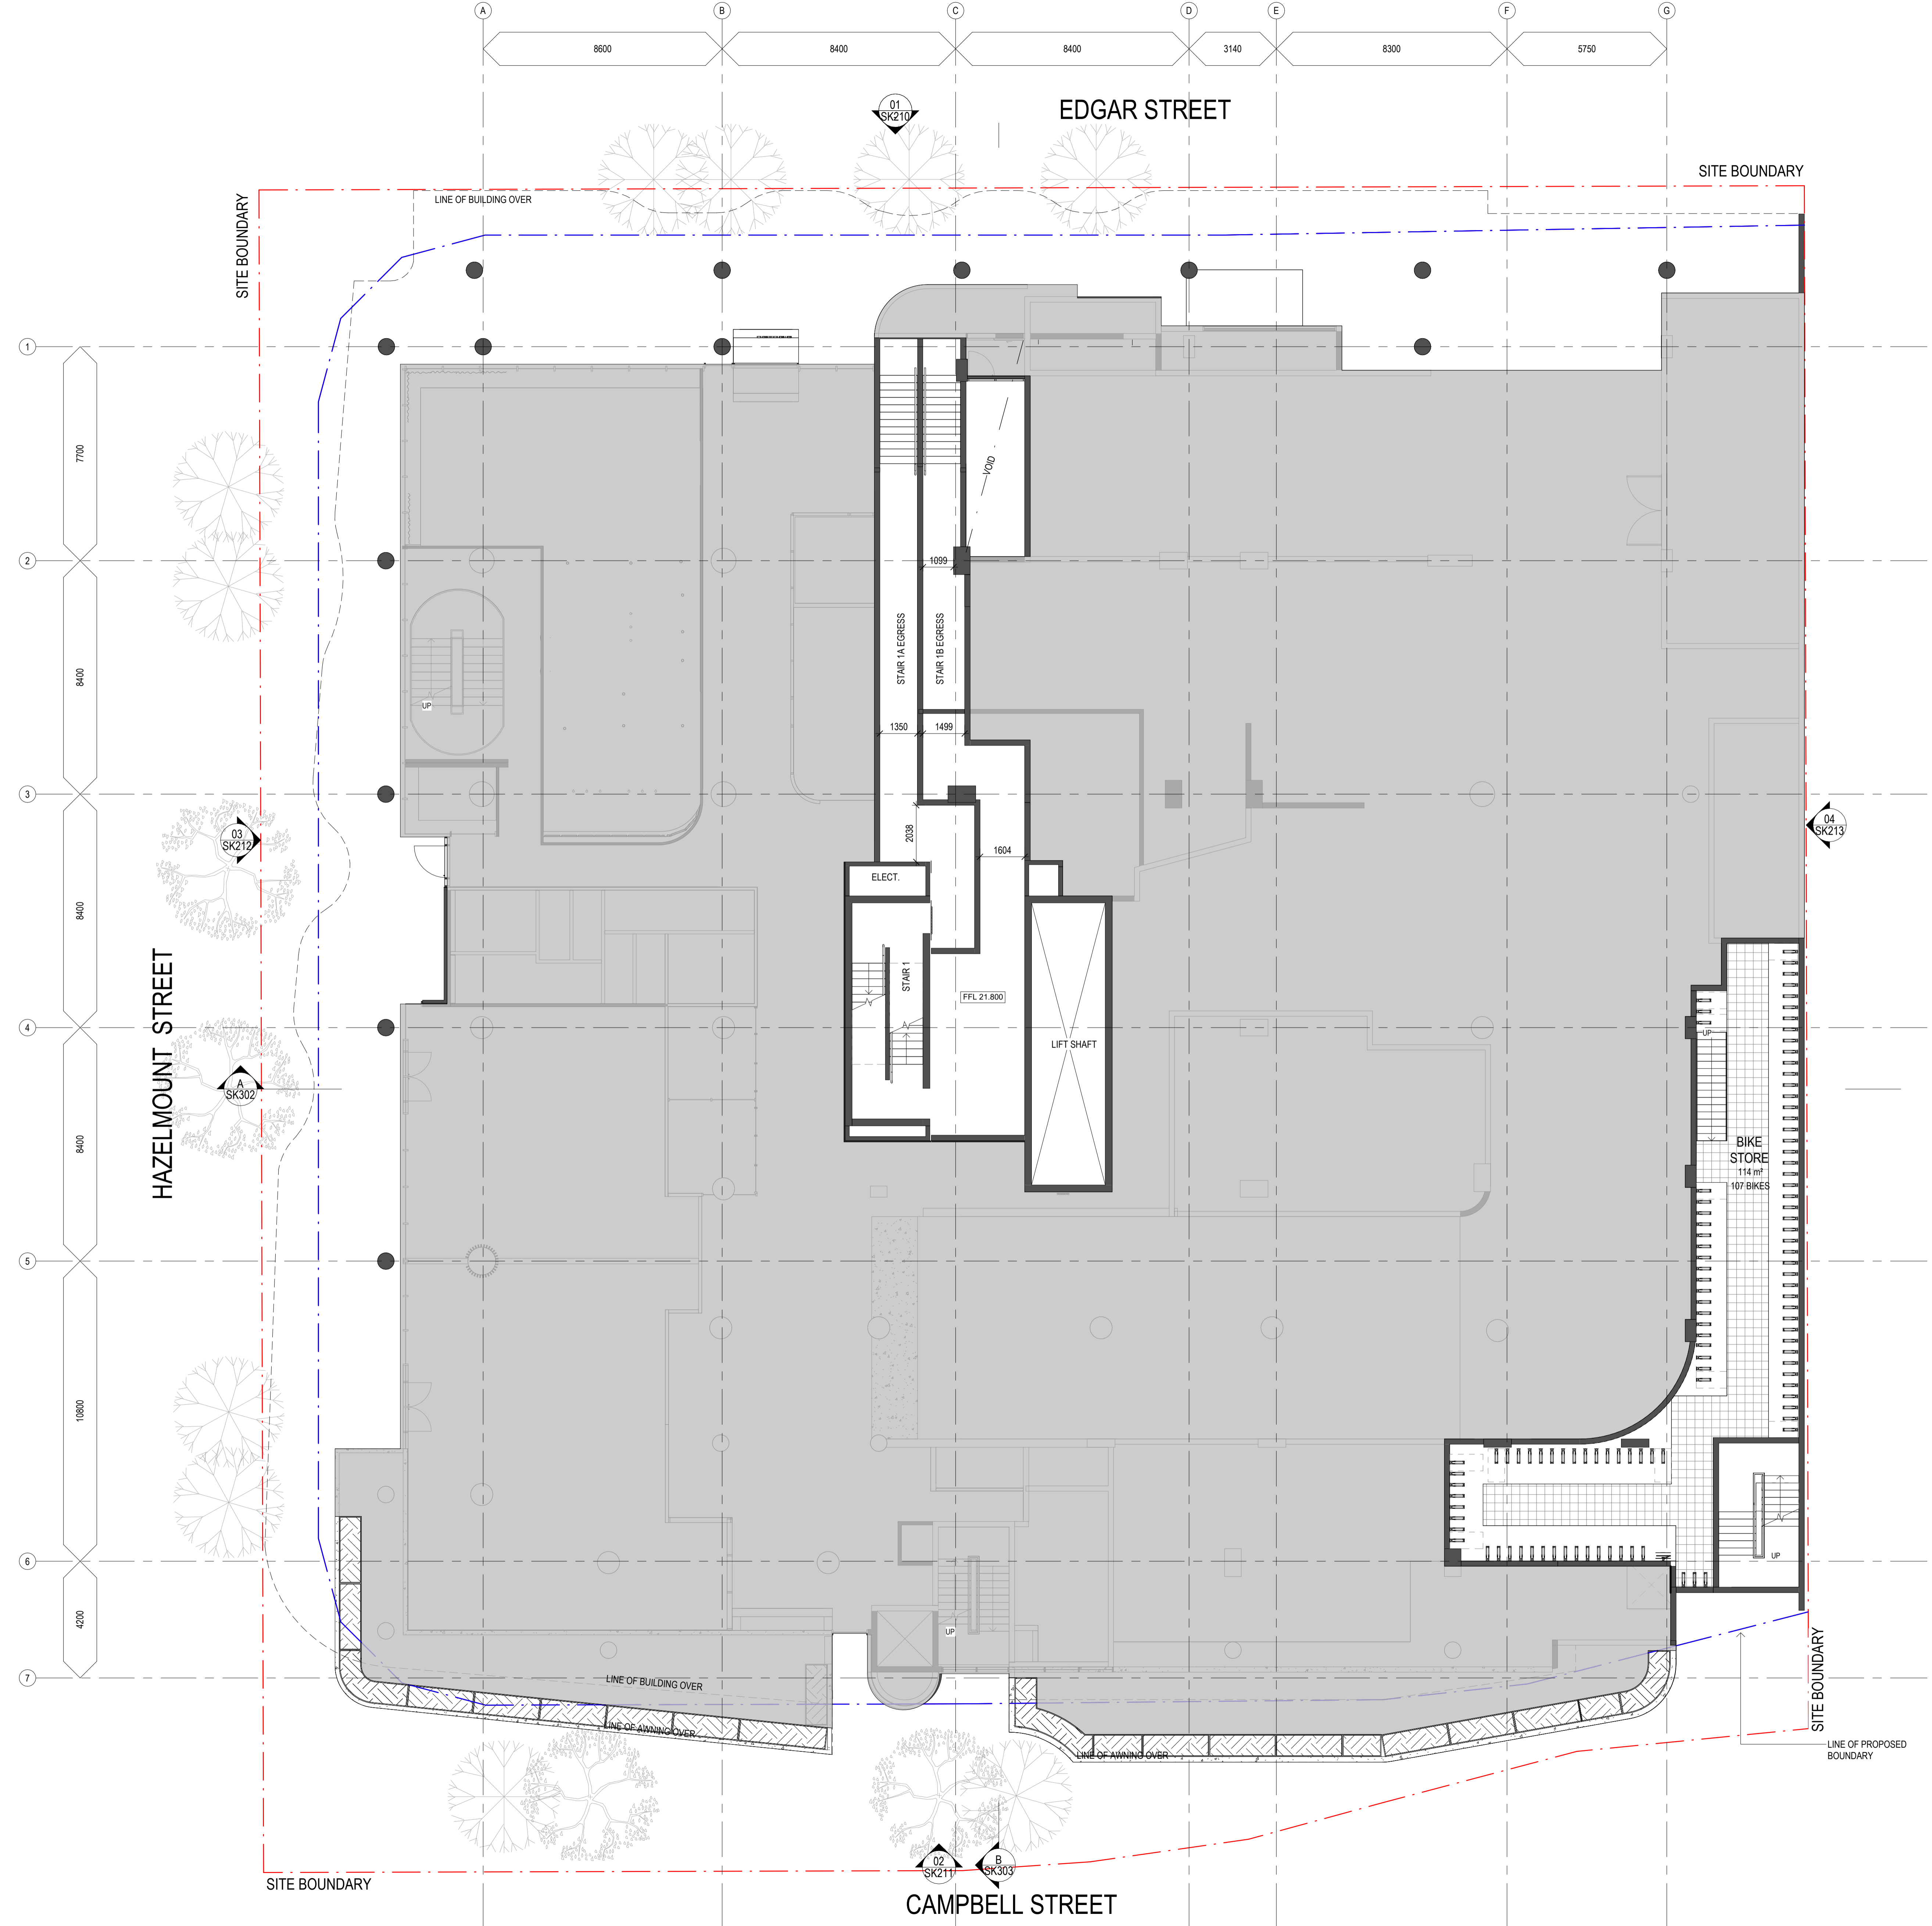 A
B
C
D
E
F
G
8600
8400
8400
3140
8300
5750
01
SK210
EDGAR STREET
SITE BOUNDARY
SITE BOUNDARY
LINE OF BUILDING OVER
1
7700
VOID
2
1099
STAIR 1A EGRESS
STAIR 1B EGRESS
8400
UP
1350
1499
3
03
SK212
2038
1604
04
SK213
ELECT.
8400
HAZELMOUNT STREET
STAIR 1
FFL 21.800
4
UP
LIFT SHAFT
A
SK302
8400
BIKE
STORE
114 m²
107 BIKES
5
10800
6
UP
4200
UP
SITE BOUNDARY
7
LINE OF BUILDING OVER
LINE OF AWNING OVER
LINE OF AWNING OVER
LINE OF PROPOSED
BOUNDARY
02
SK211
B
SK303
SITE BOUNDARY
CAMPBELL STREET